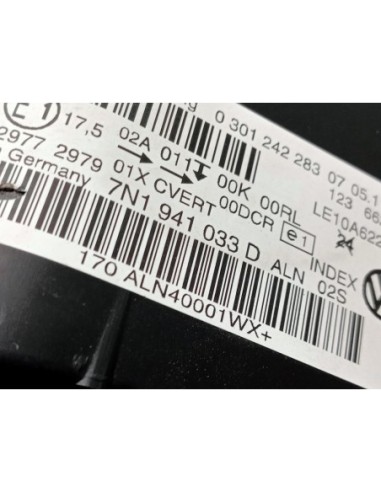 0 301 242 283 07 05.1
E1 17,5 02A 011 00K 00RL 123 66
2977 2979 01X CVERT 00DCR e1 LE10A622
Germany 7N1 941 033 D ALN INDEX 02S
170 ALN40001WX+